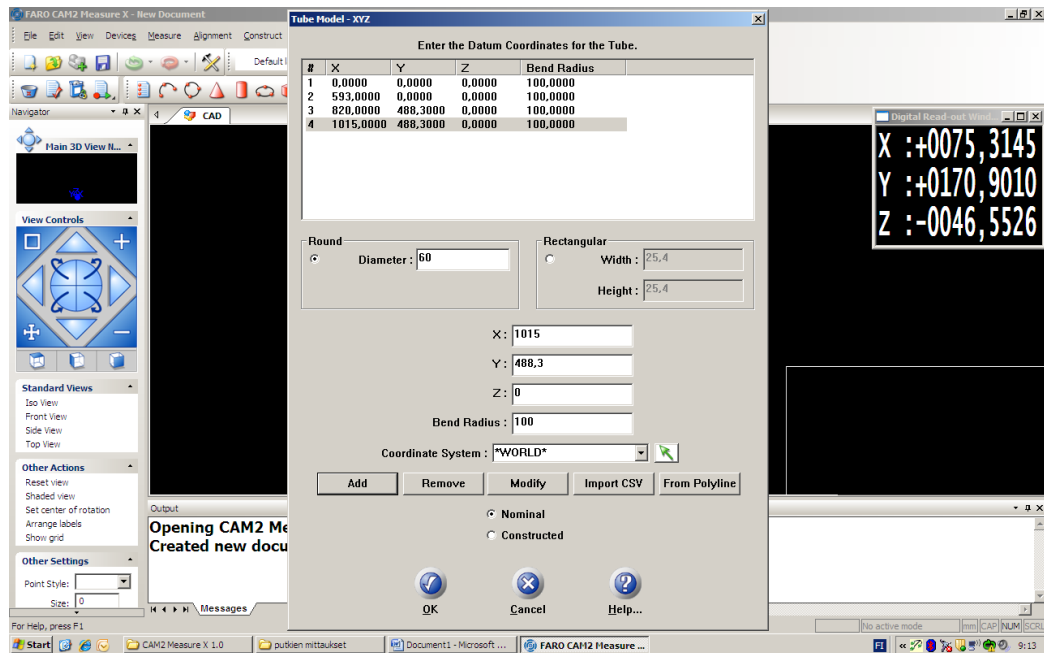 FARO CAM2 Measure X - New Document
File Edit View Devices Measure Alignment Construct
Default
Navigator
CAD
Main 3D View N...
View Controls
Standard Views
Iso View
Front View
Side View
Top View
Other Actions
Reset view
Shaded view
Set center of rotation
Arrange labels
Show grid
Other Settings
Point Style:
Size: 0
Tube Model - XYZ
Enter the Datum Coordinates for the Tube.
# X Y Z Bend Radius
1 0,0000 0,0000 0,0000 100,0000
2 593,0000 0,0000 0,0000 100,0000
3 820,0000 488,3000 0,0000 100,0000
4 1015,0000 488,3000 0,0000 100,0000
Round
Diameter : 60
Rectangular
Width : 25,4
Height : 25,4
X : 1015
Y : 488,3
Z : 0
Bend Radius : 100
Coordinate System : *WORLD*
Add Remove Modify Import CSV From Polyline
Nominal
Constructed
OK Cancel Help...
Digital Read-out Wind...
X :+0075,3145
Y :+0170,9010
Z :-0046,5526
Output
Opening CAM2 Me
Created new docu
Messages
For Help, press F1
No active mode mm CAP NUM SCRL
Start CAM2 Measure X 1.0 putkien mittaukset Document1 - Microsoft ... FARO CAM2 Measure ... FI 9:13